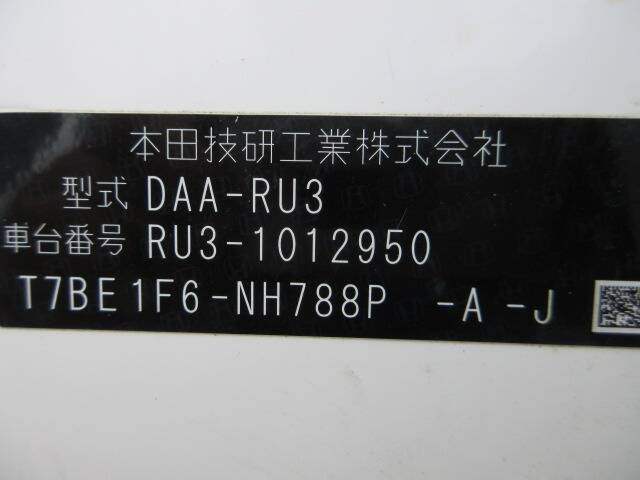 本田技研工業株式会社
型式 DAA-RU3
車台番号 RU3-1012950
T7BE1F6-NH788P -A-J